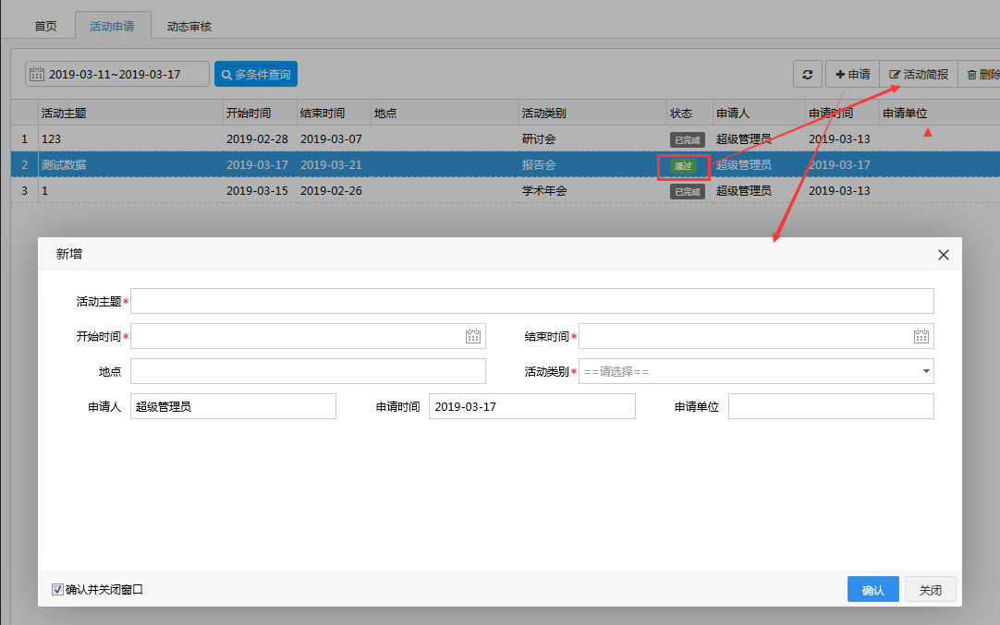 首页 活动申请 动态审核
2019-03-11~2019-03-17 多条件查询 申请 活动简报 删除
活动主题 开始时间 结束时间 地点 活动类别 状态 申请人 申请时间 申请单位
1 123 2019-02-28 2019-03-07 研讨会 已完成 超级管理员 2019-03-13
2 测试数据 2019-03-17 2019-03-21 报告会 通过 超级管理员 2019-03-17
3 1 2019-03-15 2019-02-26 学术年会 已完成 超级管理员 2019-03-13
新增
活动主题*
开始时间* 结束时间*
地点 活动类别* ==请选择==
申请人 超级管理员 申请时间 2019-03-17 申请单位
确认并关闭窗口 确认 关闭